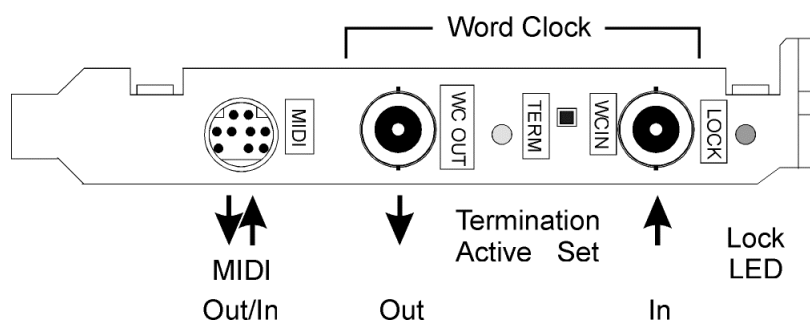 Word Clock
MIDI
WC OUT
TERM
WCIN
LOCK
Termination
Active Set
Lock
LED
MIDI
Out/In
Out
In